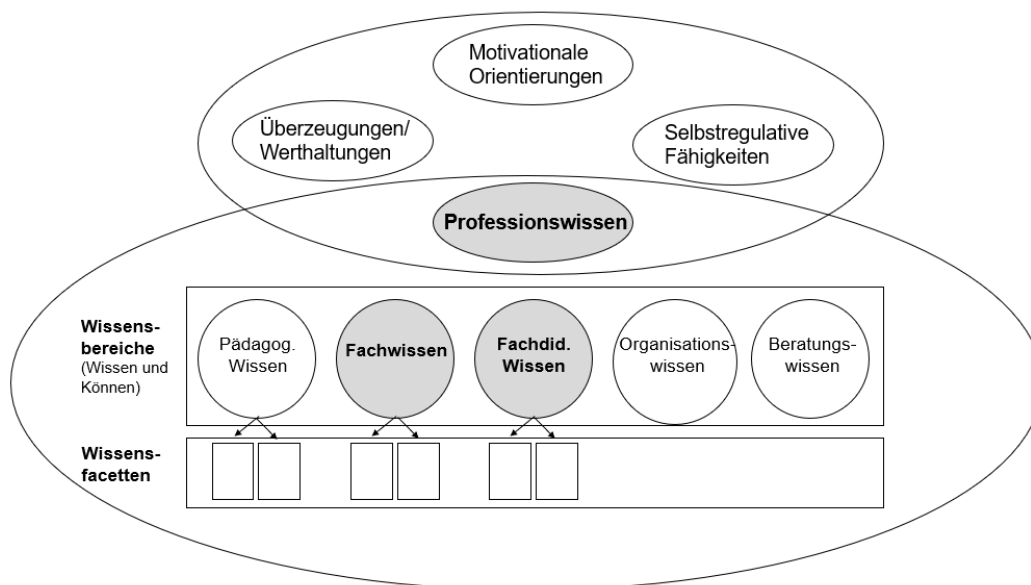 Motivationale
Orientierungen
Überzeugungen/
Werthaltungen
Selbstregulative
Fähigkeiten
Professionswissen
Wissens-
bereiche
(Wissen und
Können)
Pädagog.
Wissen
Fachwissen
Fachdid.
Wissen
Organisations-
wissen
Beratungs-
wissen
Wissens-
facetten